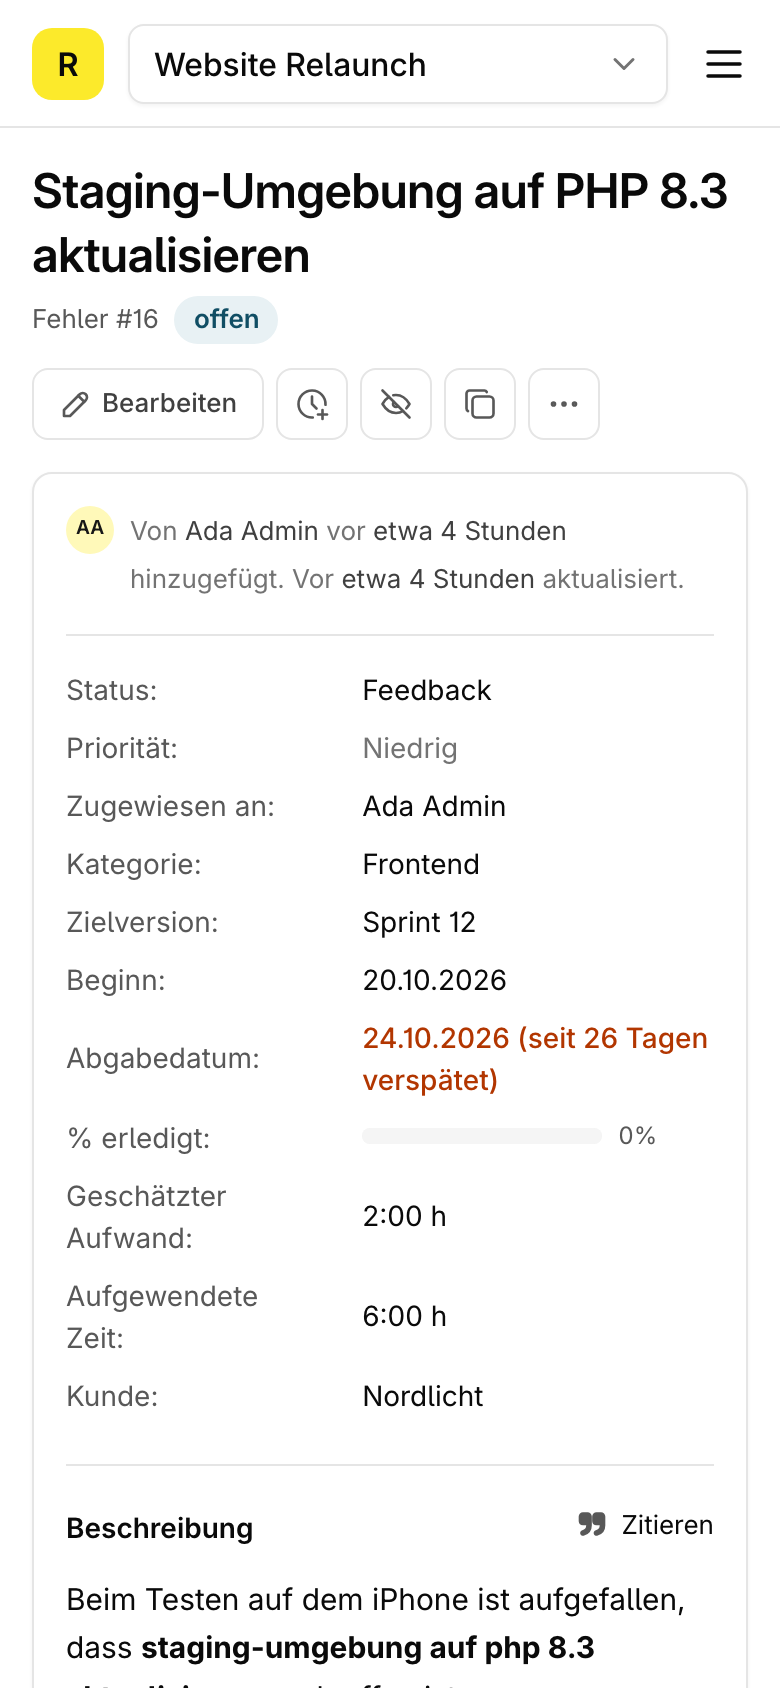 R
Website Relaunch
Staging-Umgebung auf PHP 8.3
aktualisieren
Fehler #16 offen
Bearbeiten
AA
Von Ada Admin vor etwa 4 Stunden
hinzugefügt. Vor etwa 4 Stunden aktualisiert.
Status: Feedback
Priorität: Niedrig
Zugewiesen an: Ada Admin
Kategorie: Frontend
Zielversion: Sprint 12
Beginn: 20.10.2026
Abgabedatum: 24.10.2026 (seit 26 Tagen
verspätet)
% erledigt: 0%
Geschätzter
Aufwand: 2:00 h
Aufgewendete
Zeit: 6:00 h
Kunde: Nordlicht
Beschreibung Zitieren
Beim Testen auf dem iPhone ist aufgefallen,
dass staging-umgebung auf php 8.3